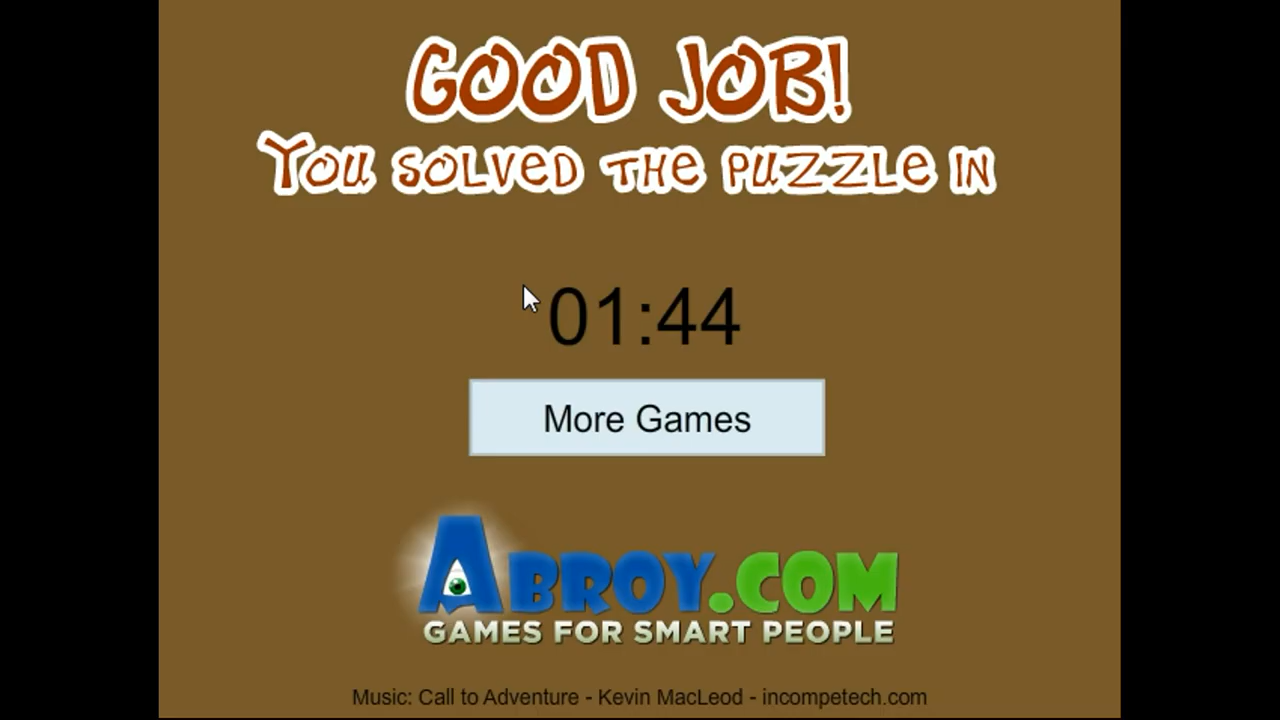 GOOD JOB!
YOU SOLVED THE PUZZLE IN
01:44
More Games
ABROY.COM
GAMES FOR SMART PEOPLE
Music: Call to Adventure - Kevin MacLeod - incompetech.com